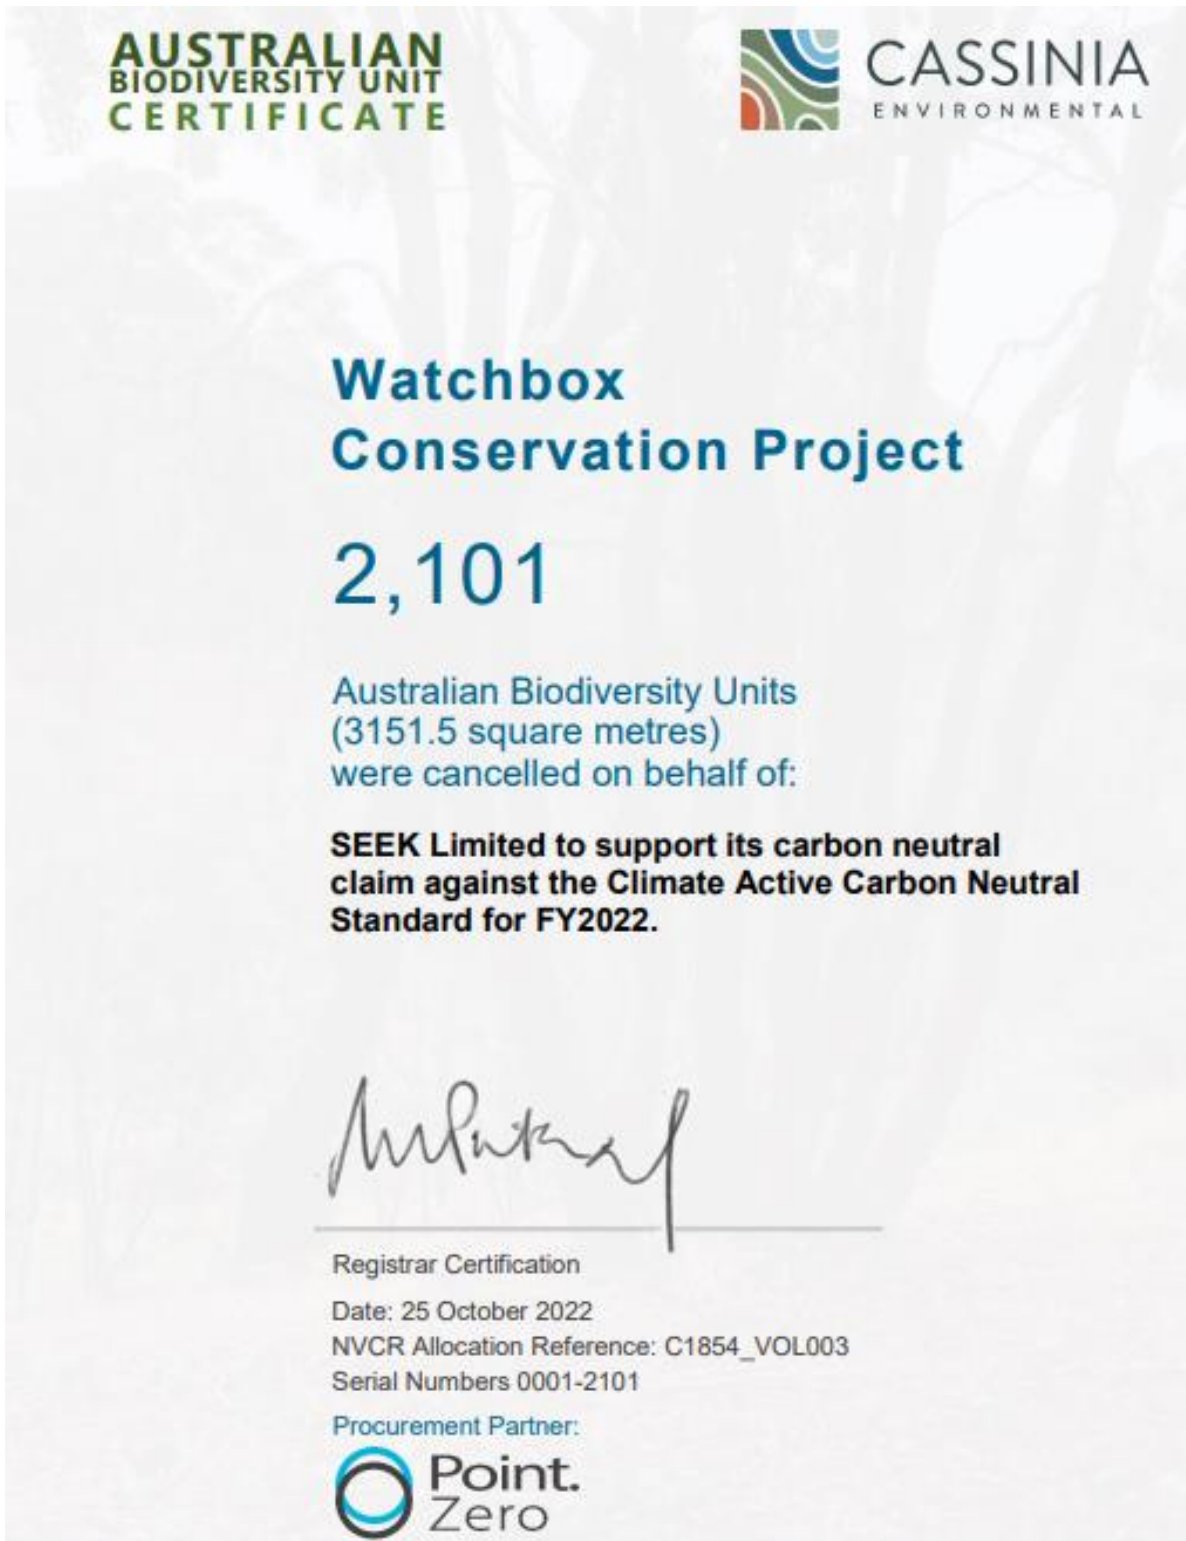 AUSTRALIAN
BIODIVERSITY UNIT
CERTIFICATE
CASSINIA
ENVIRONMENTAL
Watchbox
Conservation Project
2,101
Australian Biodiversity Units
(3151.5 square metres)
were cancelled on behalf of:
SEEK Limited to support its carbon neutral
claim against the Climate Active Carbon Neutral
Standard for FY2022.
Registrar Certification
Date: 25 October 2022
NVCR Allocation Reference: C1854_VOL003
Serial Numbers 0001-2101
Procurement Partner:
Point.
Zero